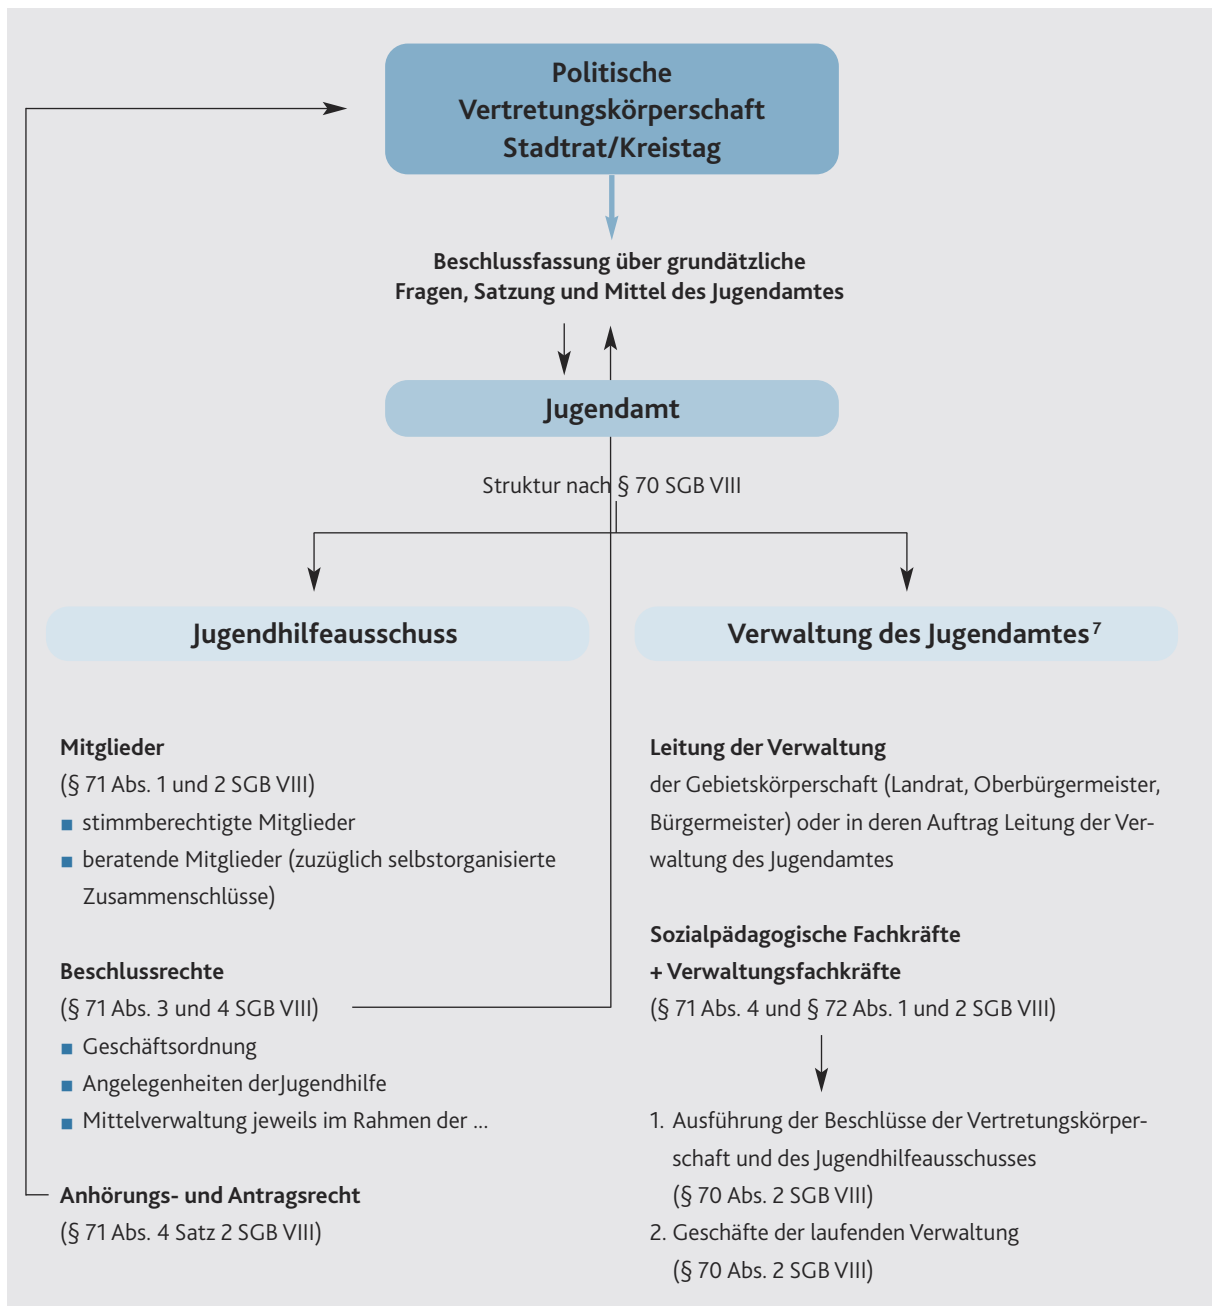 Politische
Vertretungskörperschaft
Stadtrat/Kreistag
Beschlussfassung über grundätzliche
Fragen, Satzung und Mittel des Jugendamtes
Jugendamt
Struktur nach § 70 SGB VIII
Jugendhilfeausschuss
Mitglieder
(§ 71 Abs. 1 und 2 SGB VIII)
■ stimmberechtigte Mitglieder
■ beratende Mitglieder (zuzüglich selbstorganisierte
Zusammenschlüsse)
Beschlussrechte
(§ 71 Abs. 3 und 4 SGB VIII)
■ Geschäftsordnung
■ Angelegenheiten derJugendhilfe
■ Mittelverwaltung jeweils im Rahmen der ...
Anhörungs- und Antragsrecht
(§ 71 Abs. 4 Satz 2 SGB VIII)
Verwaltung des Jugendamtes⁷
Leitung der Verwaltung
der Gebietskörperschaft (Landrat, Oberbürgermeister,
Bürgermeister) oder in deren Auftrag Leitung der Ver-
waltung des Jugendamtes
Sozialpädagogische Fachkräfte
+ Verwaltungsfachkräfte
(§ 71 Abs. 4 und § 72 Abs. 1 und 2 SGB VIII)
1. Ausführung der Beschlüsse der Vertretungskörper-
schaft und des Jugendhilfeausschusses
(§ 70 Abs. 2 SGB VIII)
2. Geschäfte der laufenden Verwaltung
(§ 70 Abs. 2 SGB VIII)